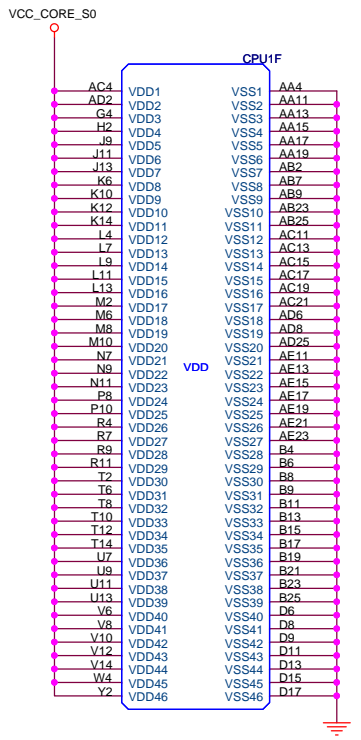 VCC_CORE_S0
CPU1F
AC4 VDD1 VSS1 AA4
AD2 VDD2 VSS2 AA11
G4 VDD3 VSS3 AA13
H2 VDD4 VSS4 AA15
J9 VDD5 VSS5 AA17
J11 VDD6 VSS6 AA19
J13 VDD7 VSS7 AB2
K6 VDD8 VSS8 AB7
K10 VDD9 VSS9 AB9
K12 VDD10 VSS10 AB23
K14 VDD11 VSS11 AB25
L4 VDD12 VSS12 AC11
L7 VDD13 VSS13 AC13
L9 VDD14 VSS14 AC15
L11 VDD15 VSS15 AC17
L13 VDD16 VSS16 AC19
M2 VDD17 VSS17 AC21
M6 VDD18 VSS18 AD6
M8 VDD19 VSS19 AD8
M10 VDD20 VSS20 AD25
N7 VDD21 VSS21 AE11
N9 VDD22 VSS22 AE13
VDD
N11 VDD23 VSS23 AE15
P8 VDD24 VSS24 AE17
P10 VDD25 VSS25 AE19
R4 VDD26 VSS26 AE21
R7 VDD27 VSS27 AE23
R9 VDD28 VSS28 B4
R11 VDD29 VSS29 B6
T2 VDD30 VSS30 B8
T6 VDD31 VSS31 B9
T8 VDD32 VSS32 B11
T10 VDD33 VSS33 B13
T12 VDD34 VSS34 B15
T14 VDD35 VSS35 B17
U7 VDD36 VSS36 B19
U9 VDD37 VSS37 B21
U11 VDD38 VSS38 B23
U13 VDD39 VSS39 B25
V6 VDD40 VSS40 D6
V8 VDD41 VSS41 D8
V10 VDD42 VSS42 D9
V12 VDD43 VSS43 D11
V14 VDD44 VSS44 D13
W4 VDD45 VSS45 D15
Y2 VDD46 VSS46 D17